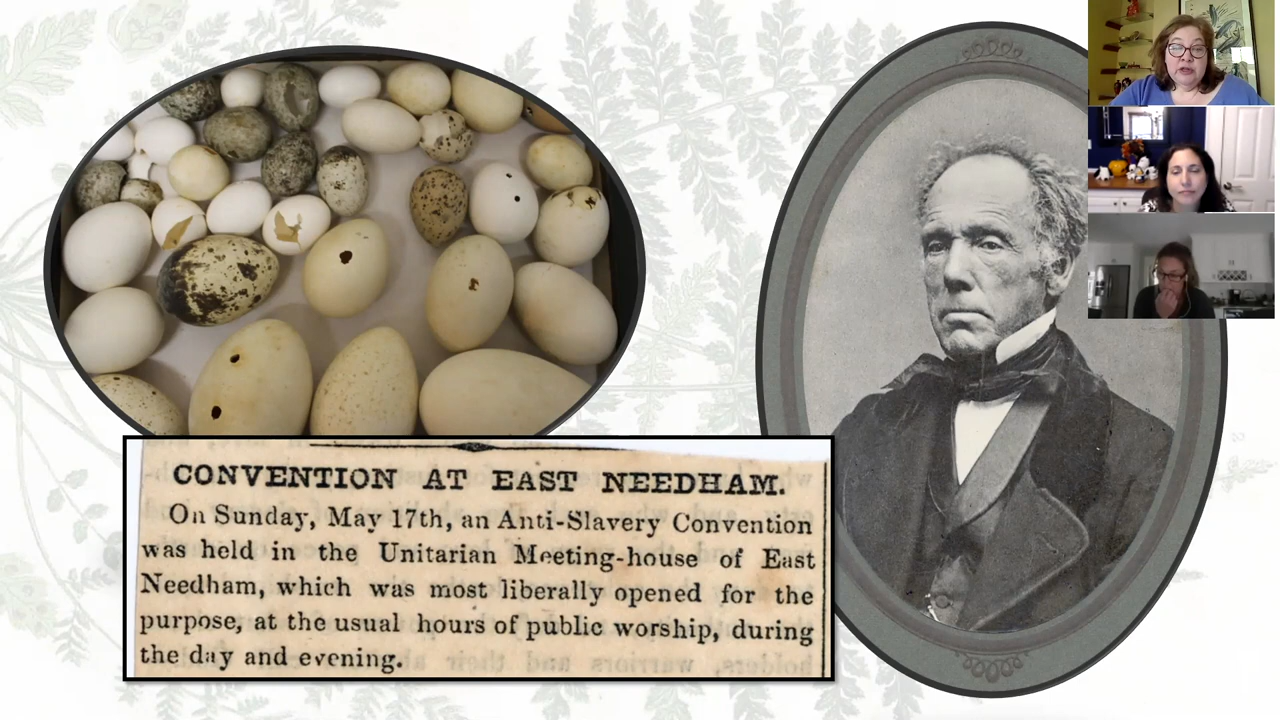 CONVENTION AT EAST NEEDHAM.
On Sunday, May 17th, an Anti-Slavery Convention
was held in the Unitarian Meeting-house of East
Needham, which was most liberally opened for the
purpose, at the usual hours of public worship, during
the day and evening.